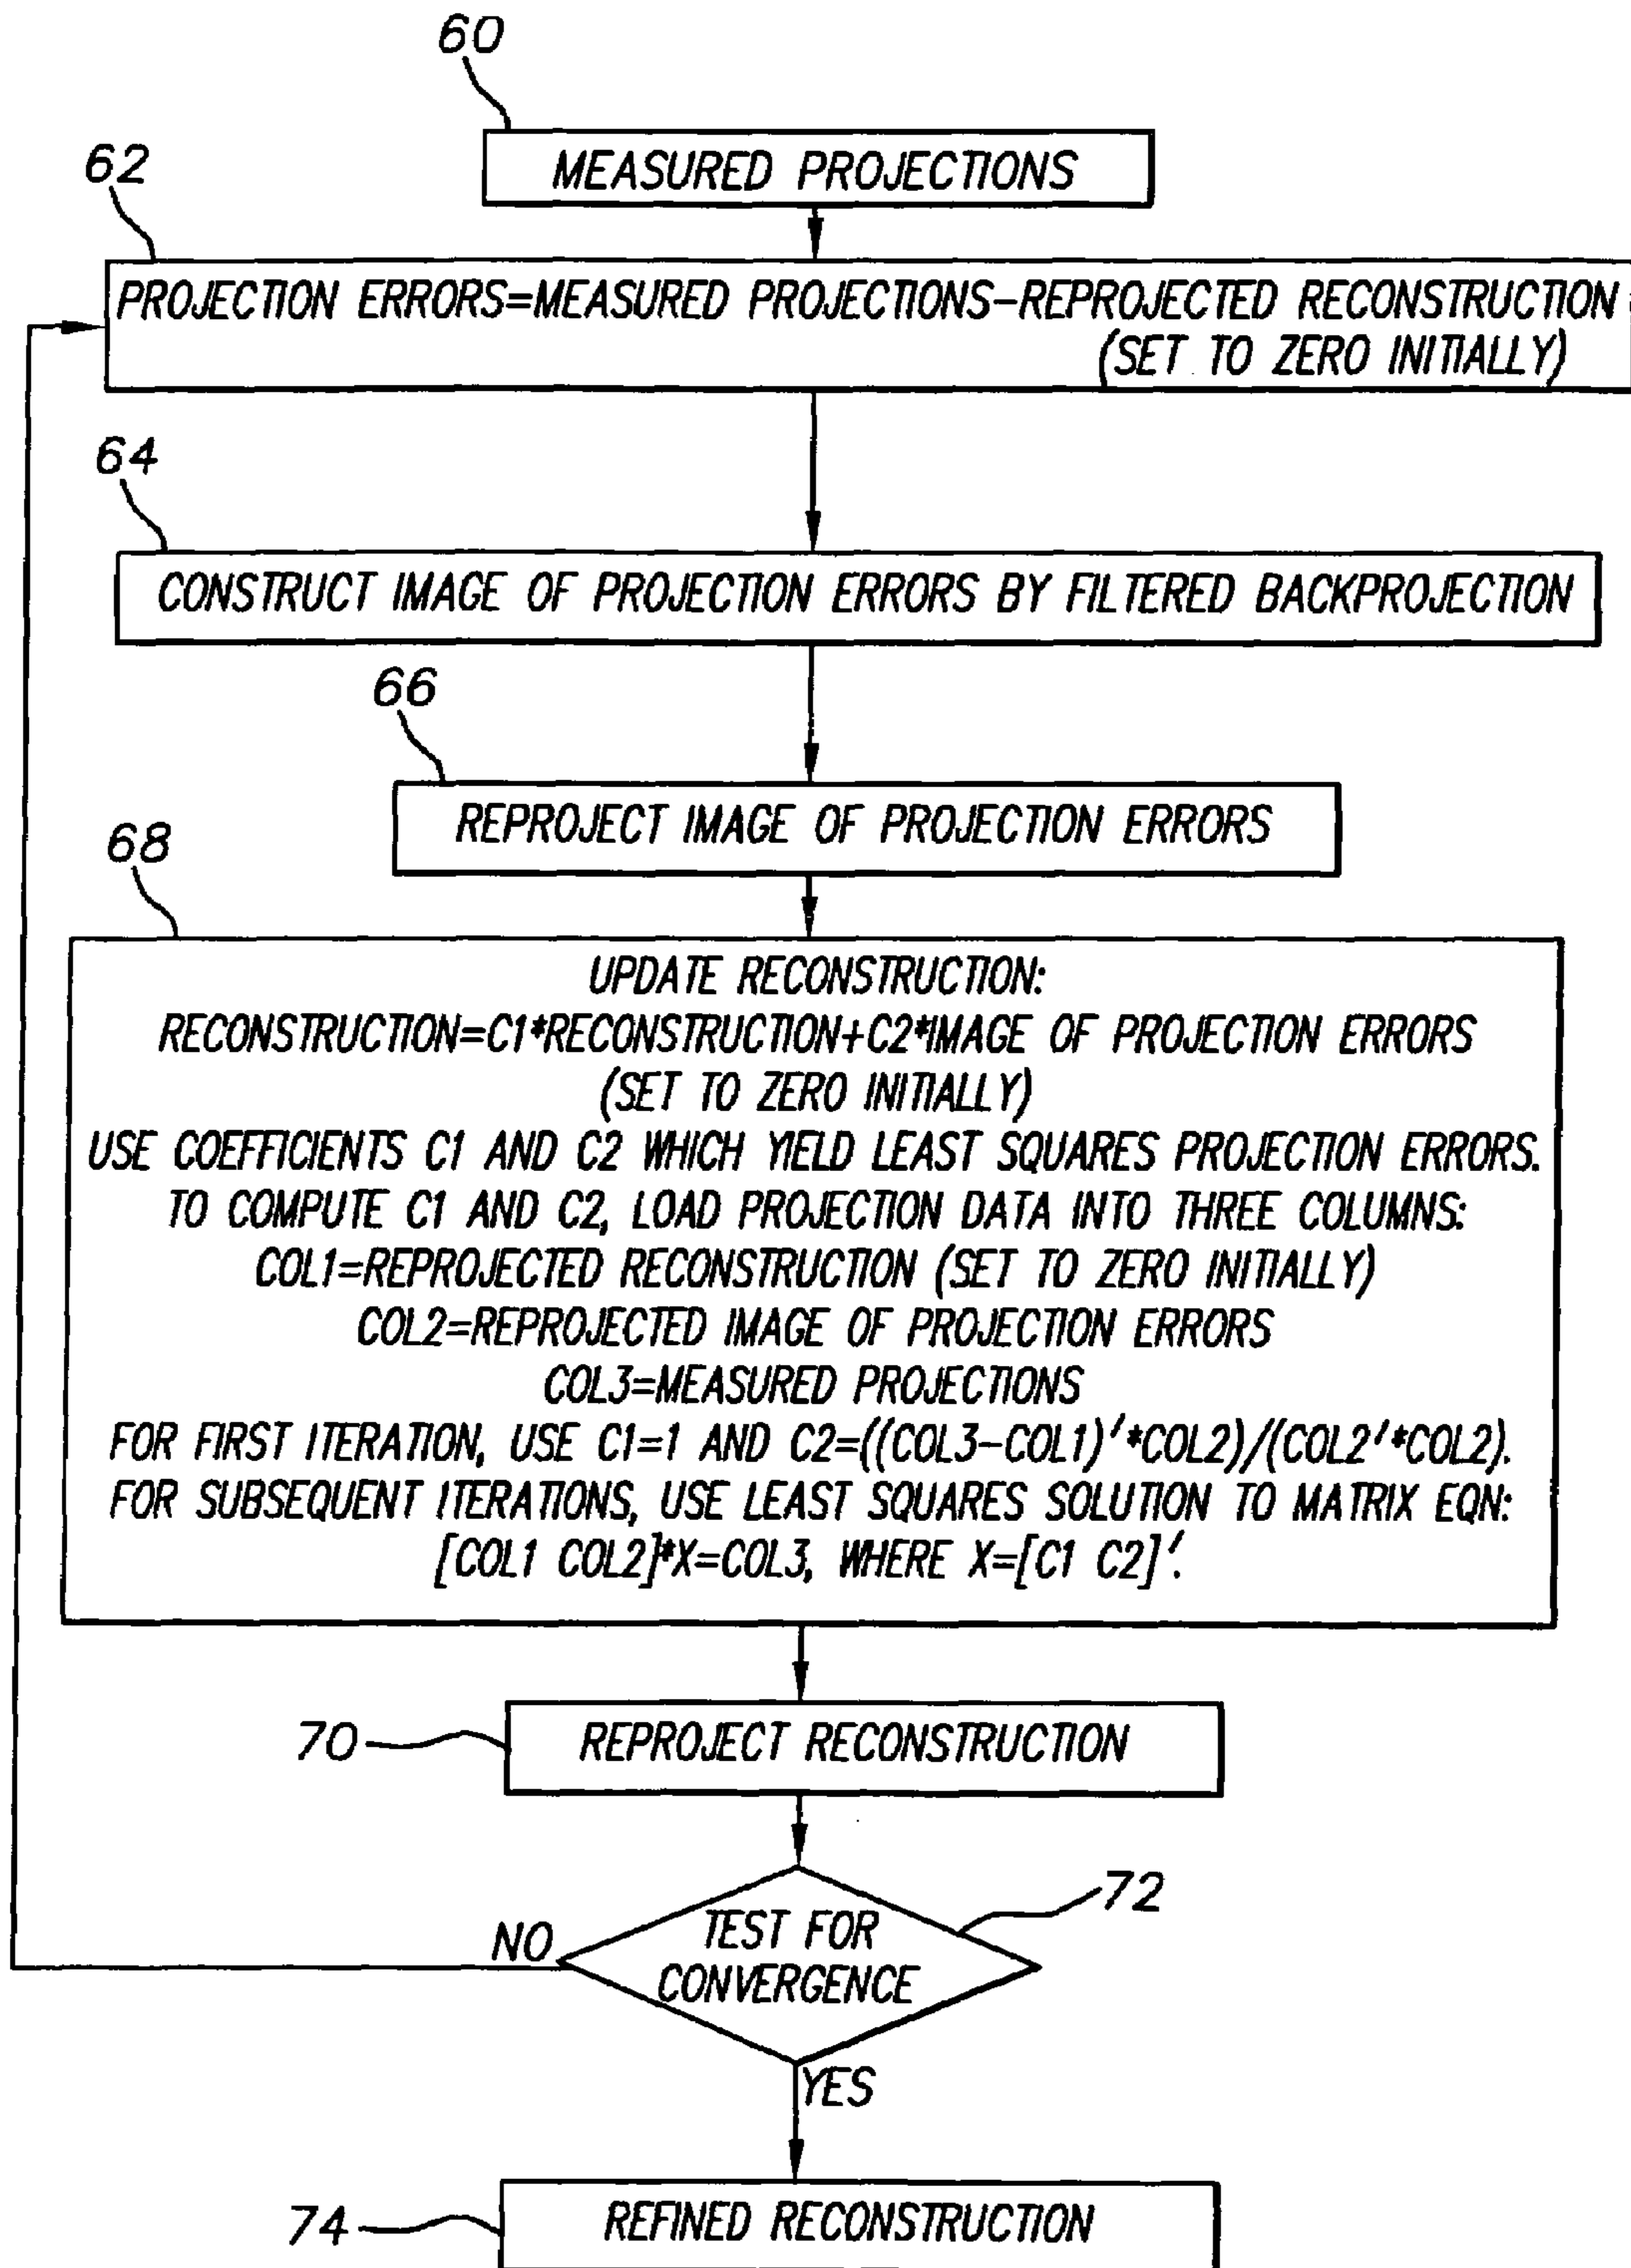 60
MEASURED PROJECTIONS
62
PROJECTION ERRORS=MEASURED PROJECTIONS-REPROJECTED RECONSTRUCTION
(SET TO ZERO INITIALLY)
64
CONSTRUCT IMAGE OF PROJECTION ERRORS BY FILTERED BACKPROJECTION
66
REPROJECT IMAGE OF PROJECTION ERRORS
68
UPDATE RECONSTRUCTION:
RECONSTRUCTION=C1*RECONSTRUCTION+C2*IMAGE OF PROJECTION ERRORS
(SET TO ZERO INITIALLY)
USE COEFFICIENTS C1 AND C2 WHICH YIELD LEAST SQUARES PROJECTION ERRORS.
TO COMPUTE C1 AND C2, LOAD PROJECTION DATA INTO THREE COLUMNS:
COL1=REPROJECTED RECONSTRUCTION (SET TO ZERO INITIALLY)
COL2=REPROJECTED IMAGE OF PROJECTION ERRORS
COL3=MEASURED PROJECTIONS
FOR FIRST ITERATION, USE C1=1 AND C2=((COL3-COL1)'*COL2)/(COL2'*COL2).
FOR SUBSEQUENT ITERATIONS, USE LEAST SQUARES SOLUTION TO MATRIX EQN:
[COL1 COL2]*X=COL3, WHERE X=[C1 C2]'.
70
REPROJECT RECONSTRUCTION
72
TEST FOR
CONVERGENCE
NO
YES
74
REFINED RECONSTRUCTION